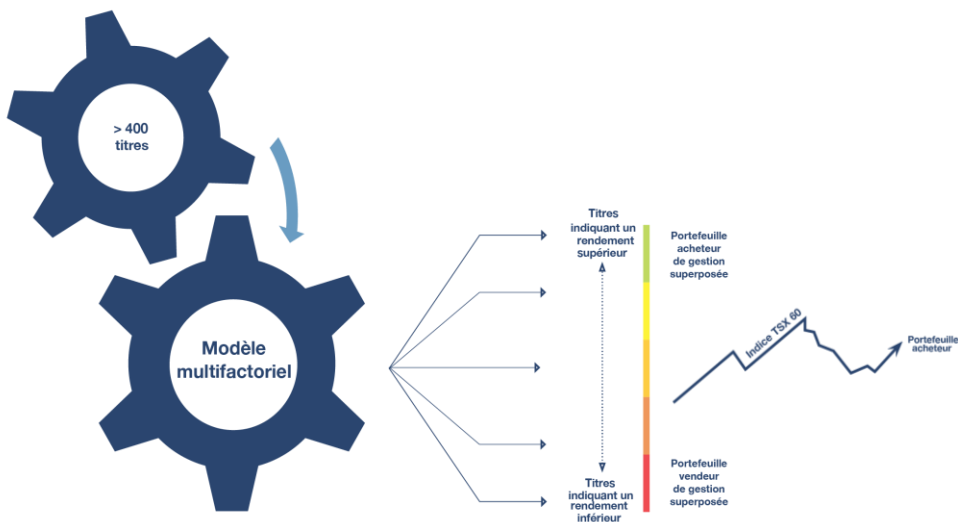 > 400
titres
Modèle
multifactoriel
Titres
indiquant un
rendement
supérieur
Portefeuille
acheteur
de gestion
superposée
Indice TSX 60
Portefeuille
acheteur
Titres
indiquant un
rendement
inférieur
Portefeuille
vendeur
de gestion
superposée